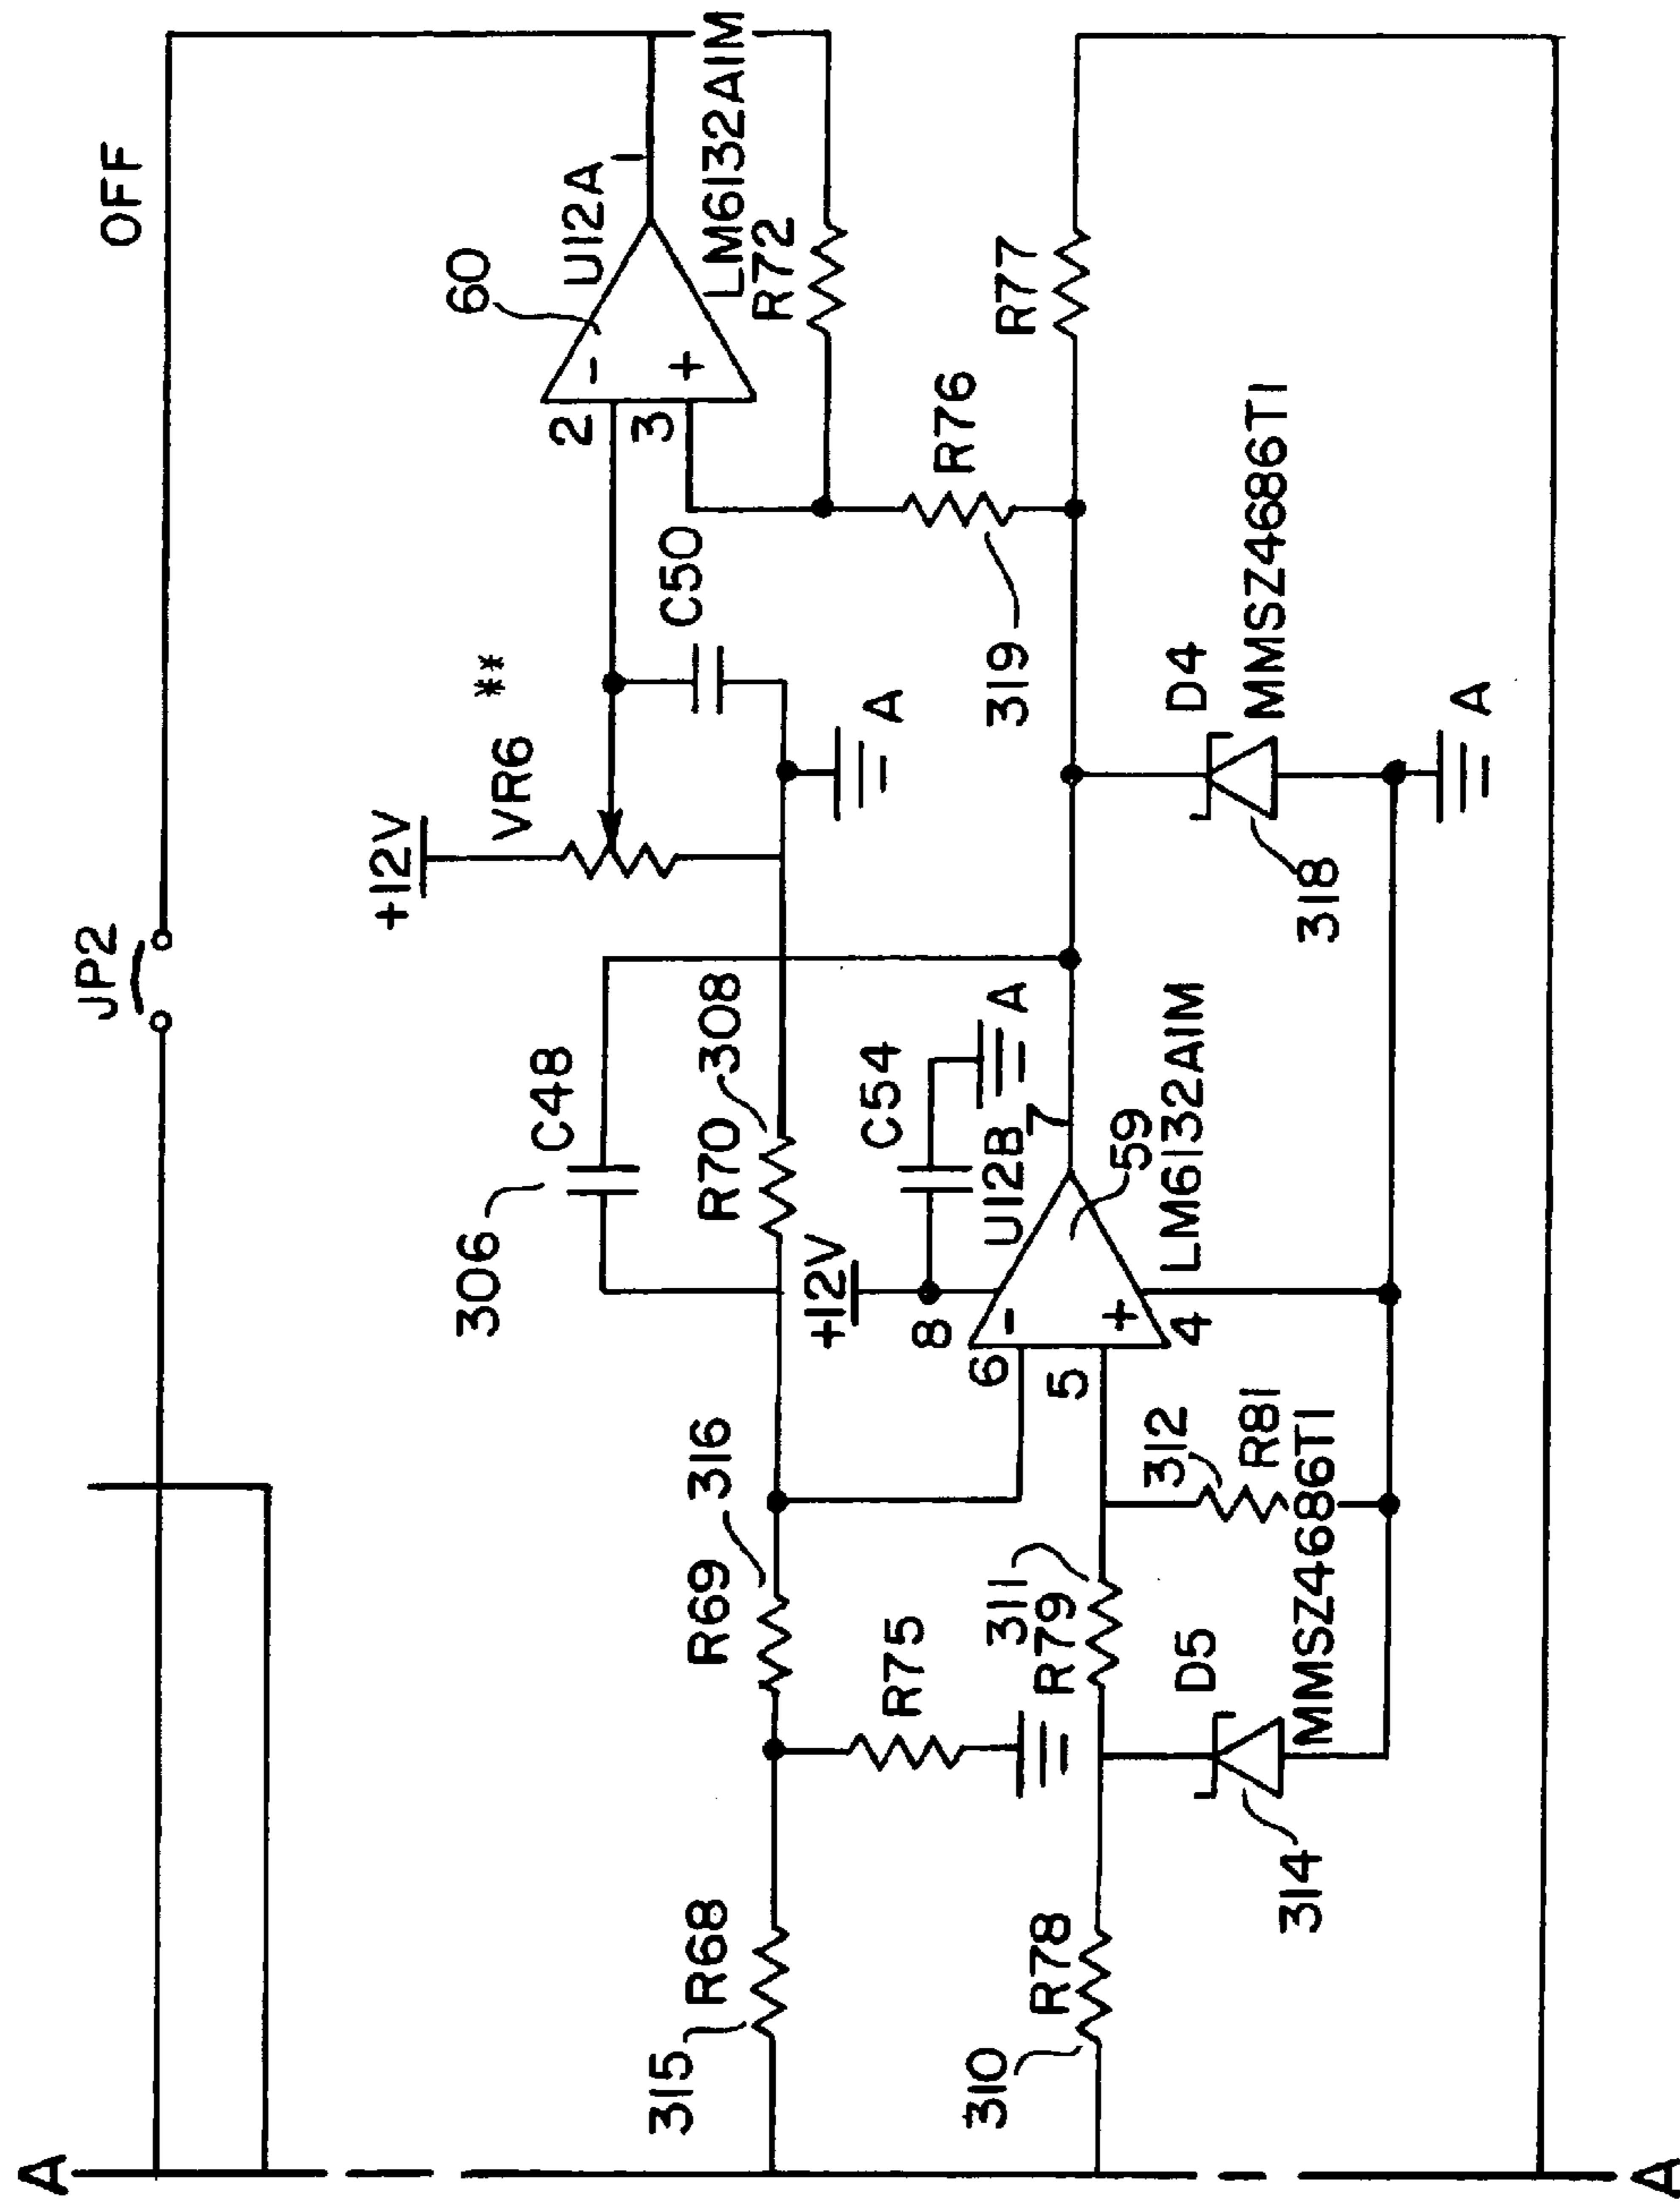 A
JP2
OFF
+12V
VR6
**
60
U12A
1
LM6132AIM
2
3
-
+
R72
C50
A
R76
319
R77
306
C48
R70
308
+12V
C54
A
8
U12B
7
59
LM6132AIM
6
5
4
-
+
315
R68
R69
316
R75
310
R78
311
R79
312
R81
D5
MMSZ4686T1
314
D4
MMSZ4686T1
318
A
A